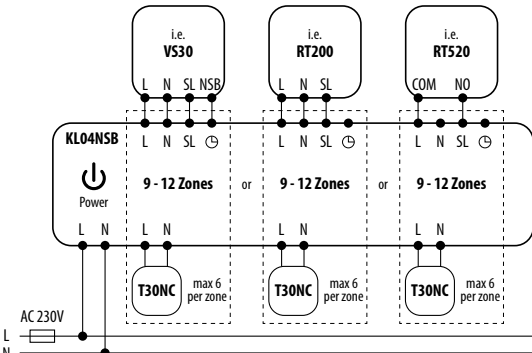 i.e. i.e. i.e.
VS30 RT200 RT520
L N SL NSB L N SL COM NO
KL04NSB L N SL L N SL L N SL
9 - 12 Zones or 9 - 12 Zones or 9 - 12 Zones
Power
L N L N L N L N
T30NC max 6 per zone T30NC max 6 per zone T30NC max 6 per zone
AC 230V
L
N